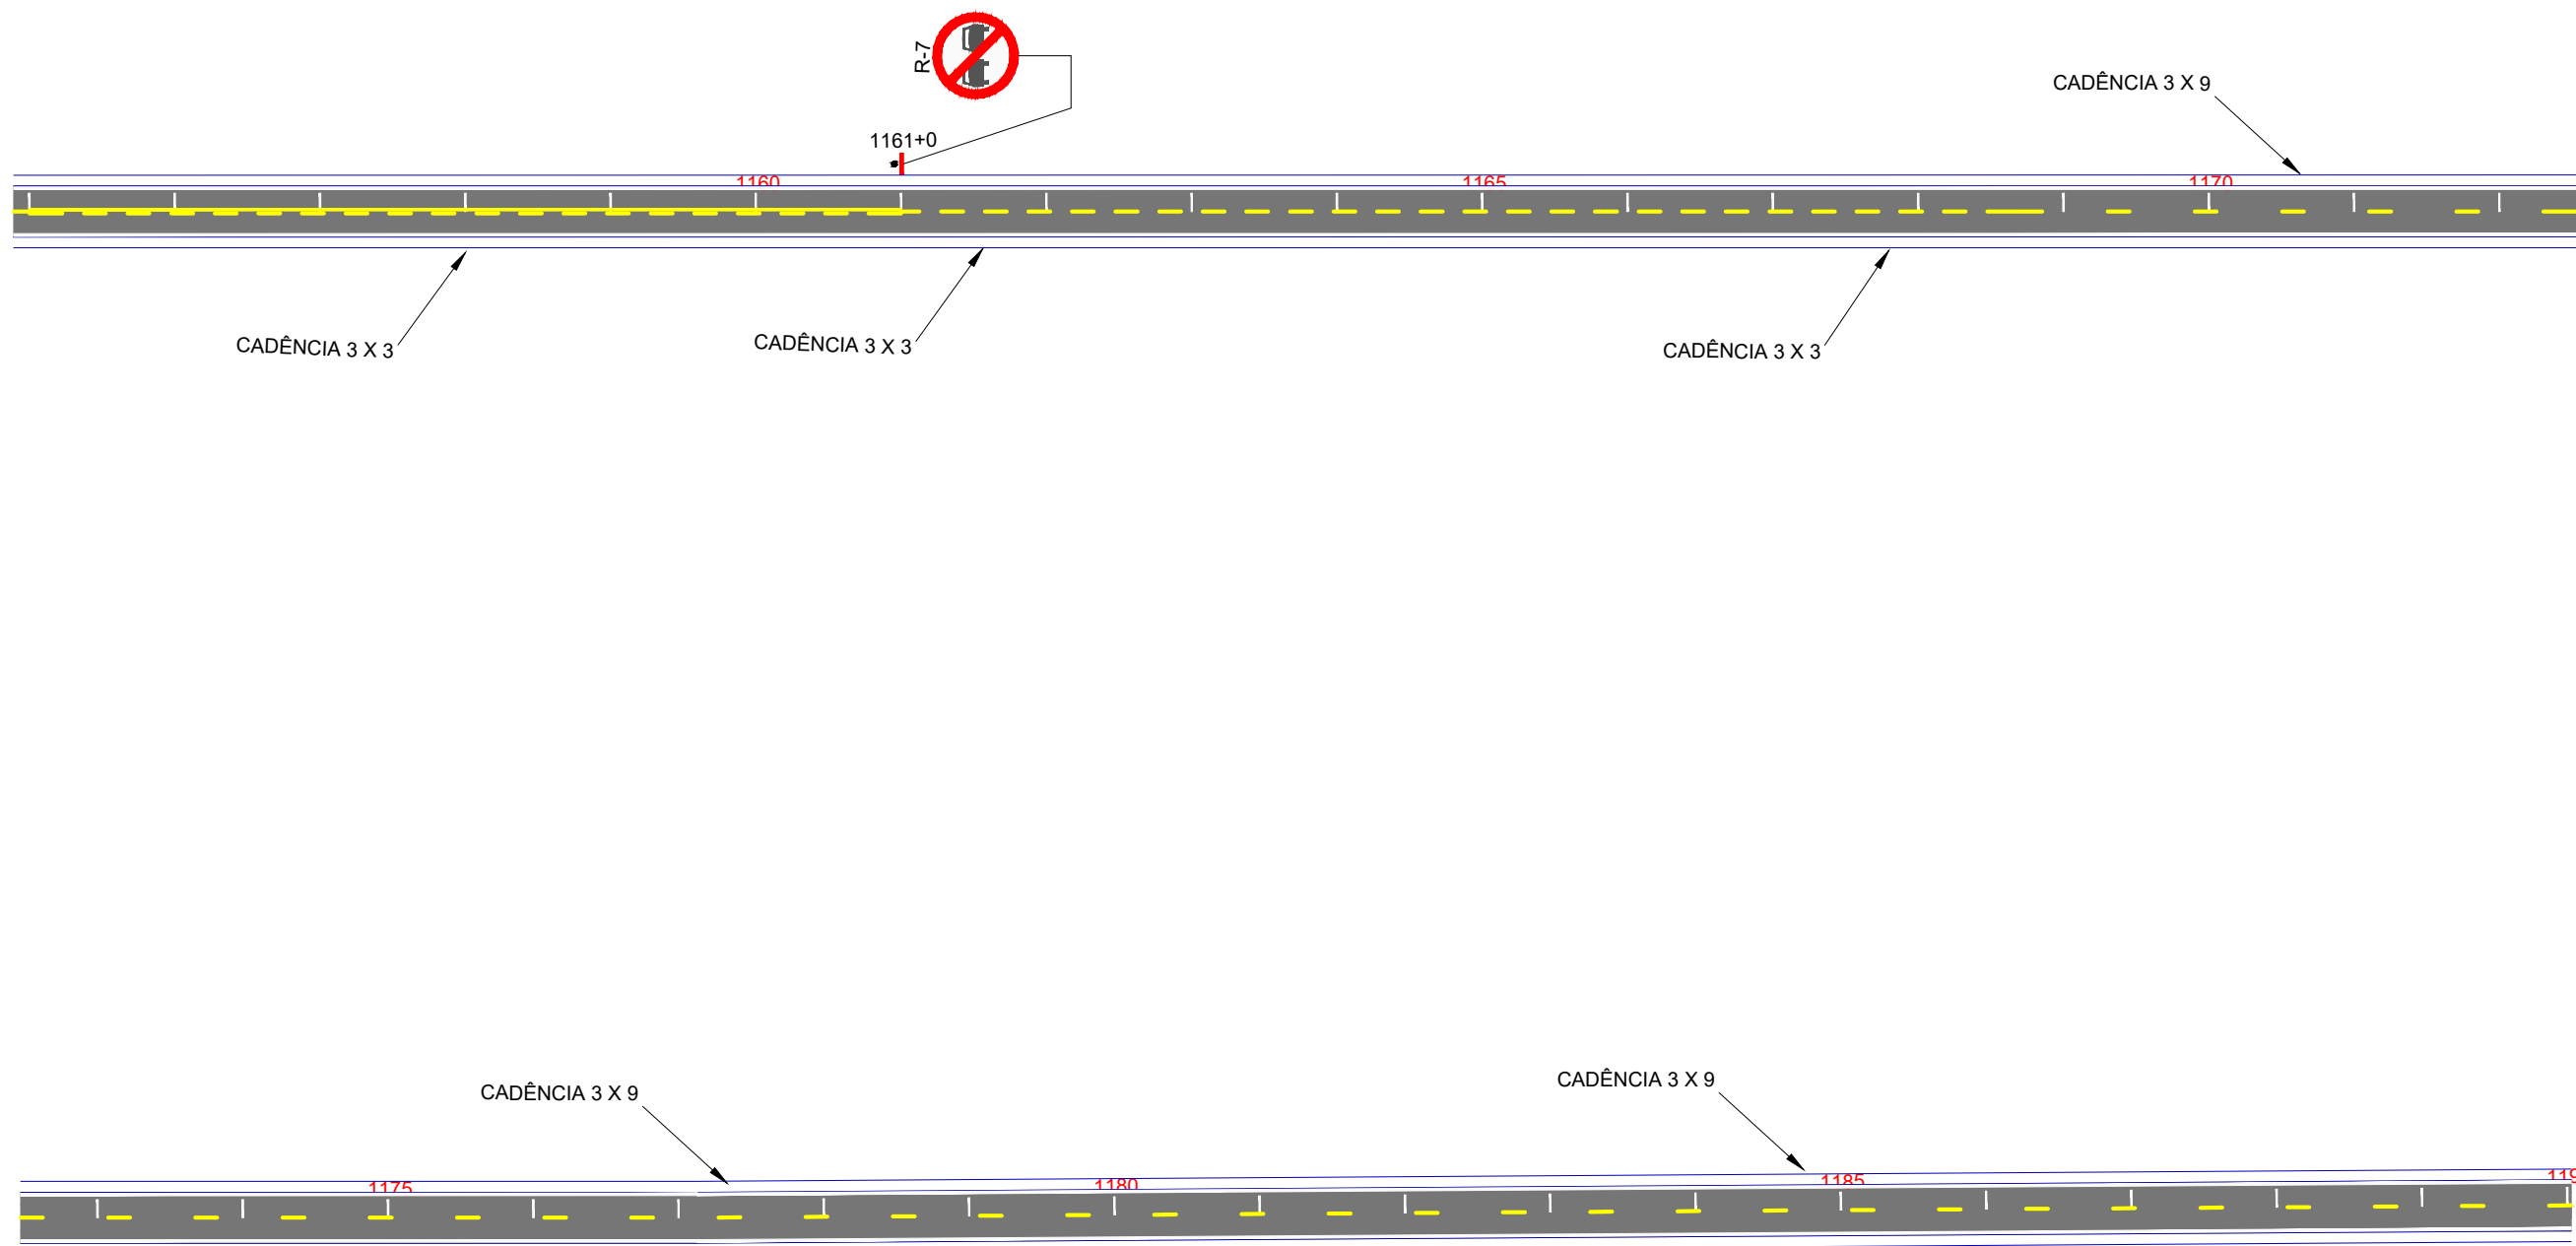 R-7
CADÊNCIA 3 X 9
1161+0
1160
1165
1170
CADÊNCIA 3 X 3
CADÊNCIA 3 X 3
CADÊNCIA 3 X 3
CADÊNCIA 3 X 9
CADÊNCIA 3 X 9
1175
1180
1185